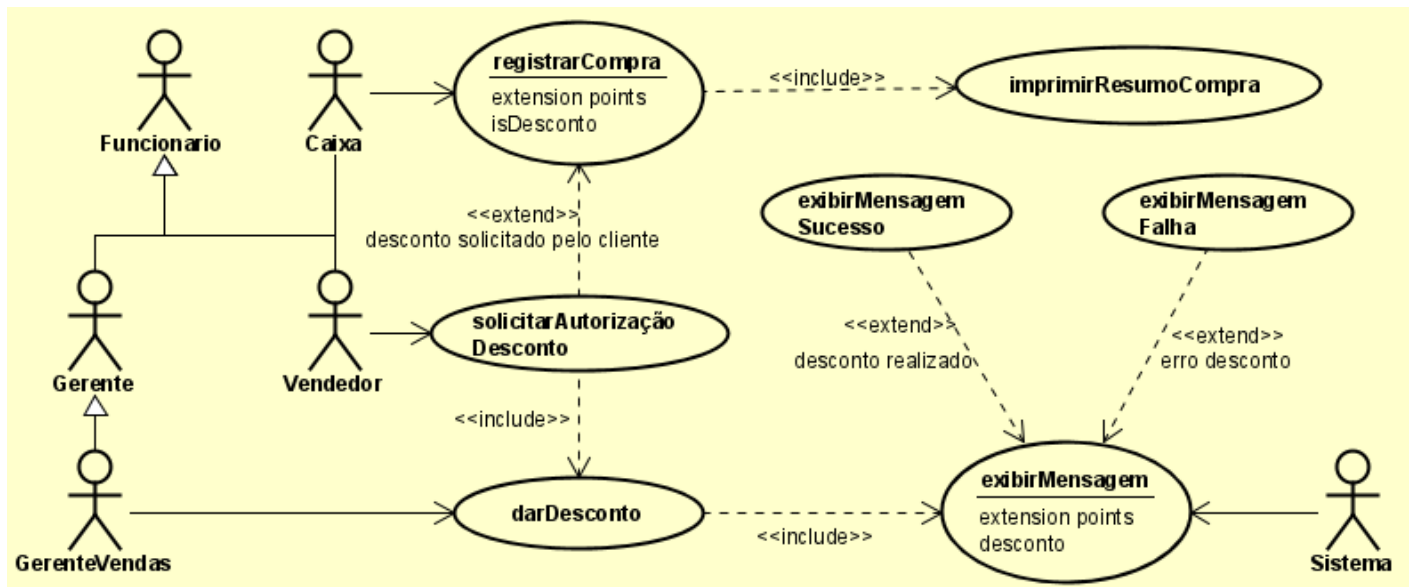 Funcionario
Caixa
registrarCompra
extension points
isDesconto
<<include>>
imprimirResumoCompra
<<extend>>
desconto solicitado pelo cliente
exibirMensagem
Sucesso
exibirMensagem
Falha
Gerente
Vendedor
solicitarAutorização
Desconto
<<extend>>
desconto realizado
<<extend>>
erro desconto
<<include>>
GerenteVendas
darDesconto
<<include>>
exibirMensagem
extension points
desconto
Sistema